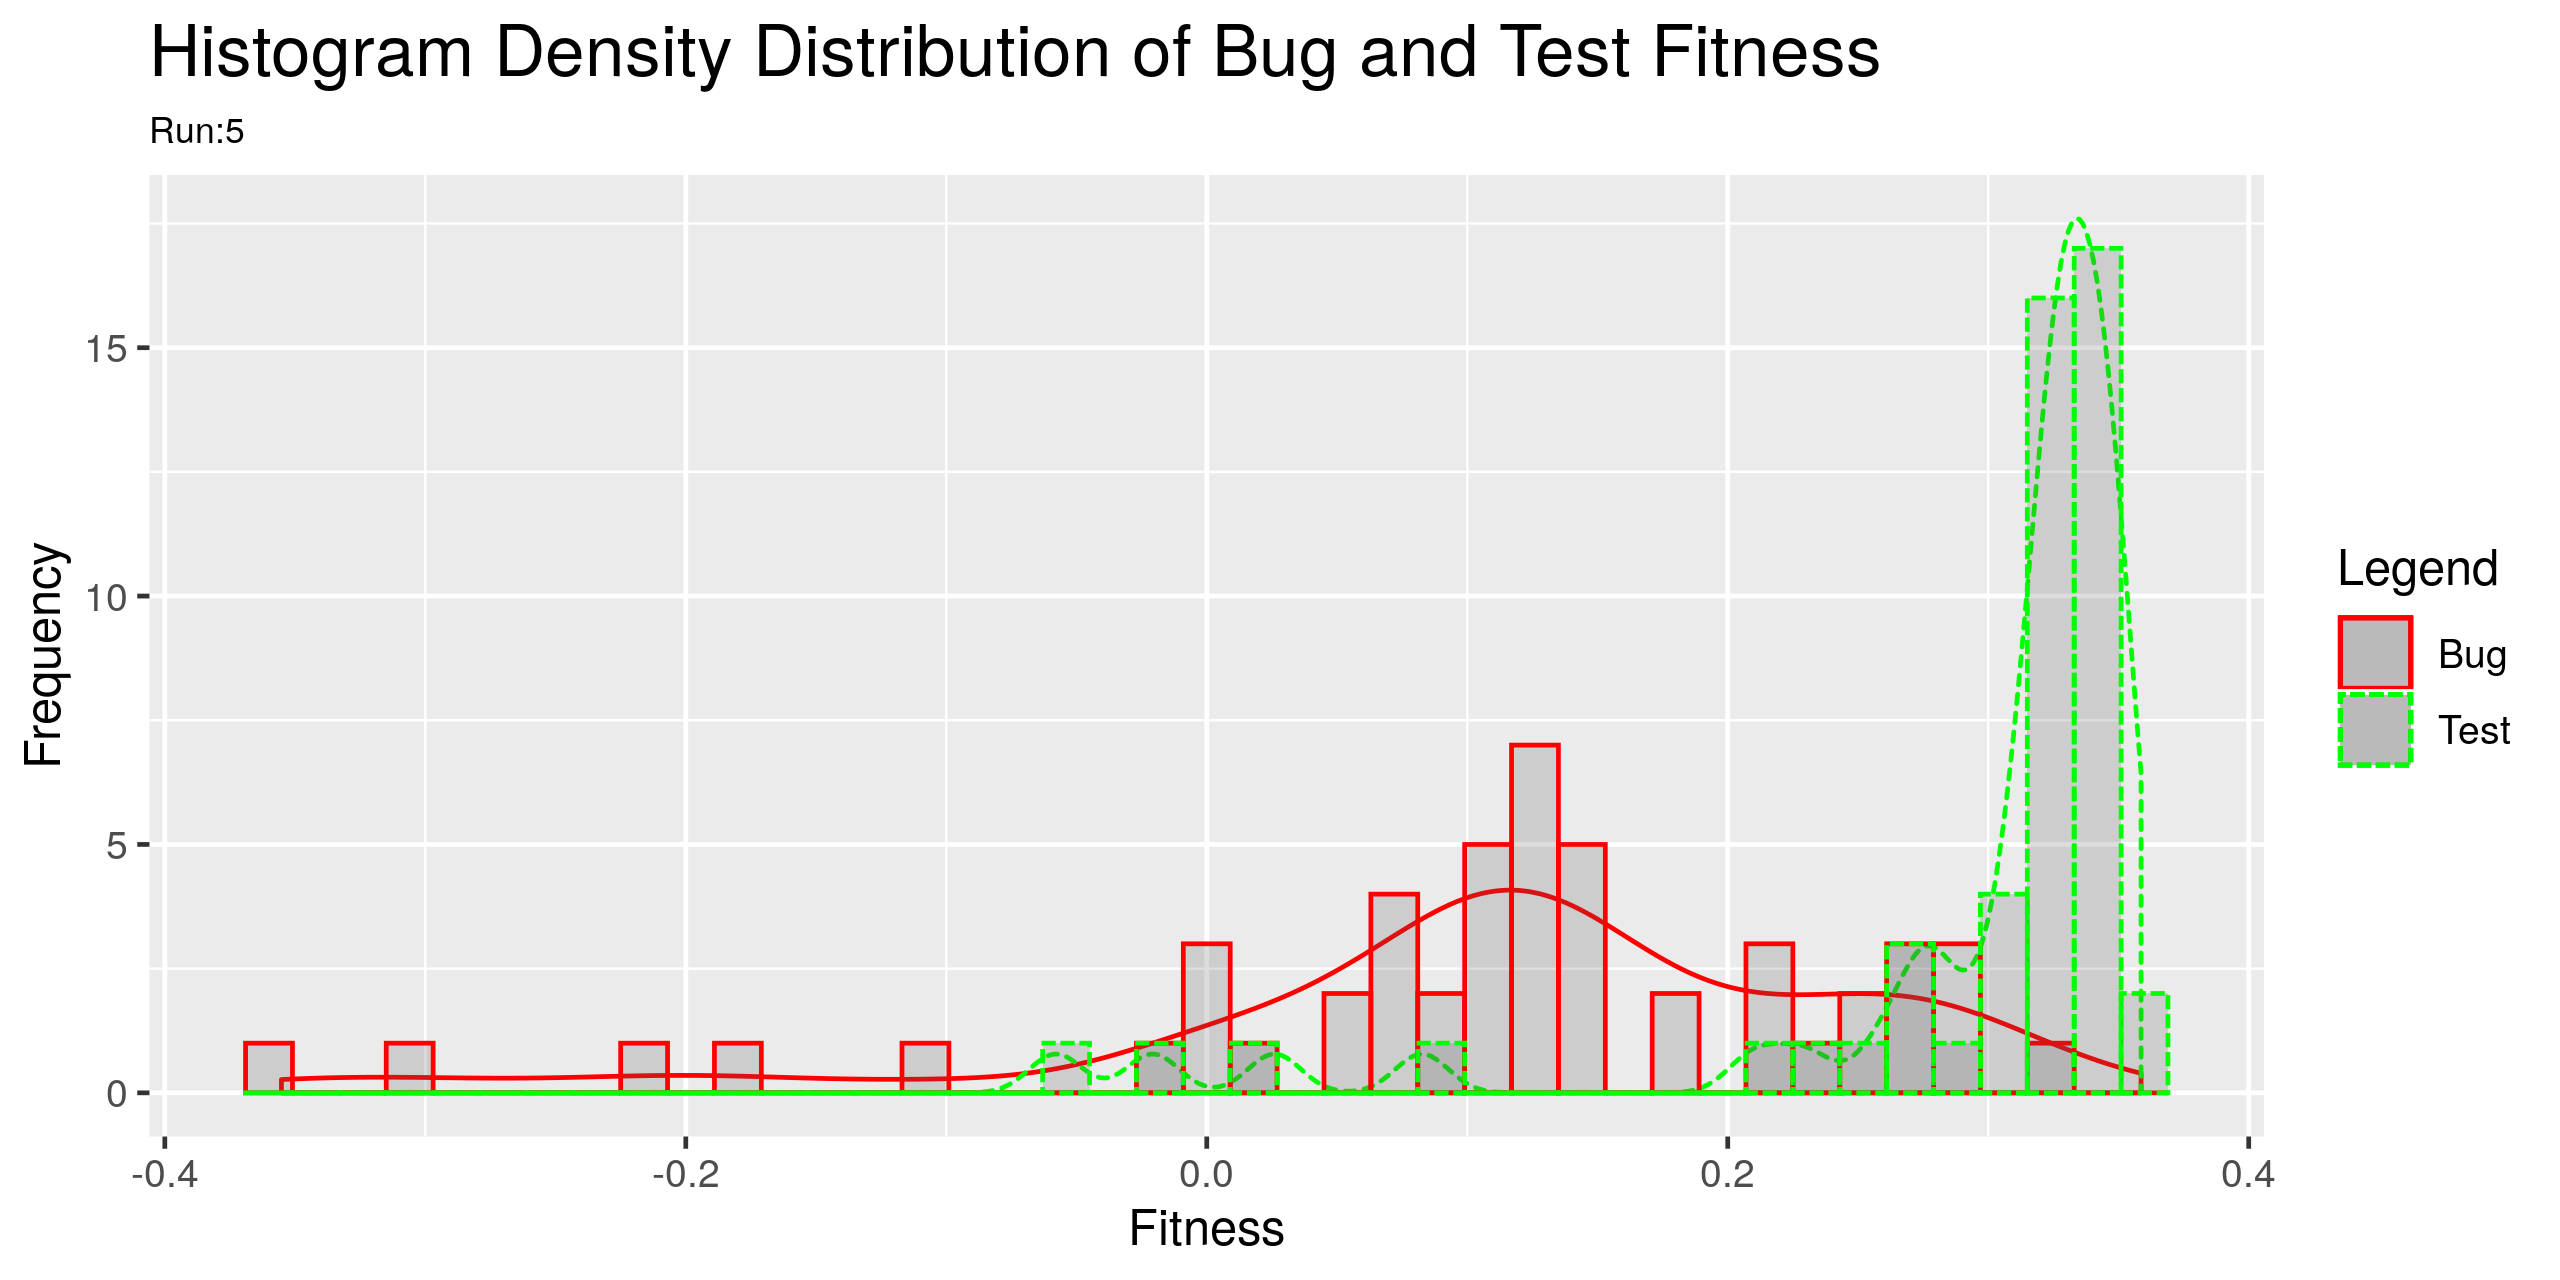 Histogram Density Distribution of Bug and Test Fitness
Run:5
Frequency
15
10
5
0
-0.4
-0.2
0.0
0.2
0.4
Fitness
Legend
Bug
Test